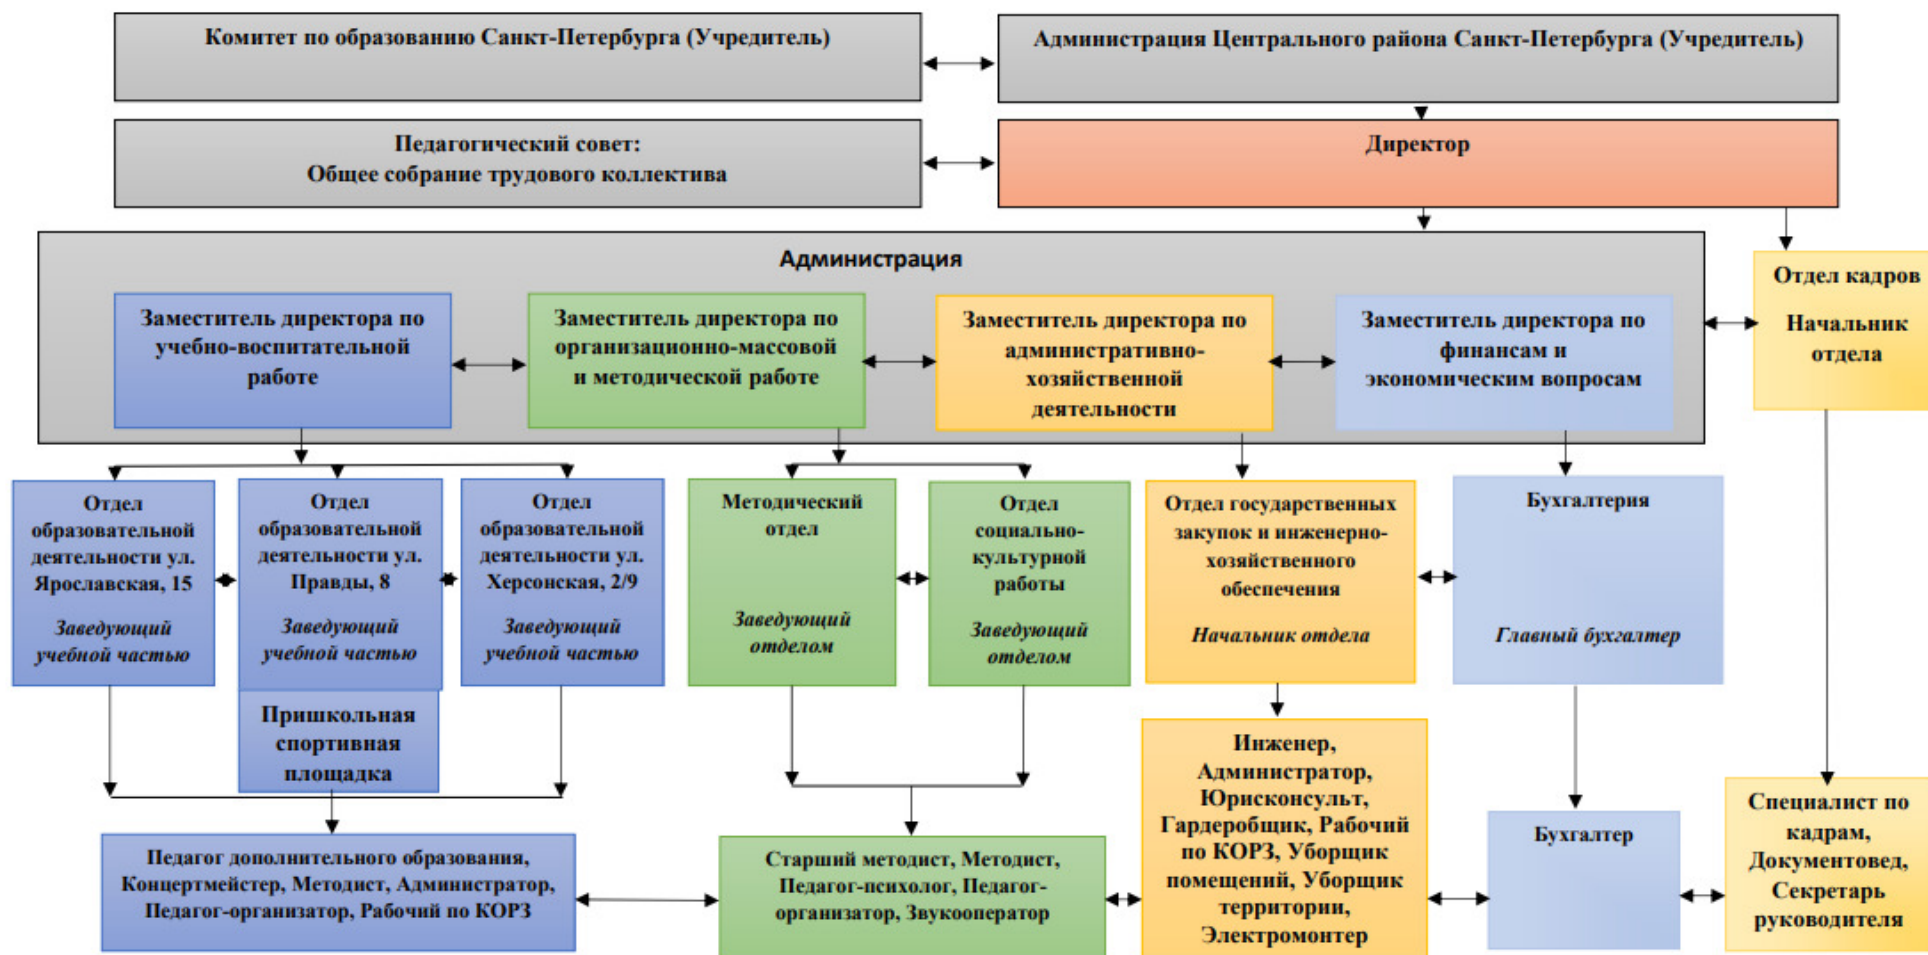 Комитет по образованию Санкт-Петербурга (Учредитель)
Администрация Центрального района Санкт-Петербурга (Учредитель)
Педагогический совет:
Общее собрание трудового коллектива
Директор
Администрация
Заместитель директора по
учебно-воспитательной
работе
Заместитель директора по
организационно-массовой
и методической работе
Заместитель директора по
административно-
хозяйственной
деятельности
Заместитель директора по
финансам и
экономическим вопросам
Отдел кадров
Начальник
отдела
Отдел
образовательной
деятельности ул.
Ярославская, 15
Заведующий
учебной частью
Отдел
образовательной
деятельности ул.
Правды, 8
Заведующий
учебной частью
Отдел
образовательной
деятельности ул.
Херсонская, 2/9
Заведующий
учебной частью
Методический
отдел
Заведующий
отделом
Отдел
социально-
культурной
работы
Заведующий
отделом
Отдел государственных
закупок и инженерно-
хозяйственного
обеспечения
Начальник отдела
Бухгалтерия
Главный бухгалтер
Пришкольная
спортивная
площадка
Педагог дополнительного образования,
Концертмейстер, Методист, Администратор,
Педагог-организатор, Рабочий по КОРЗ
Старший методист, Методист,
Педагог-психолог, Педагог-
организатор, Звукооператор
Инженер,
Администратор,
Юрисконсульт,
Гардеробщик, Рабочий
по КОРЗ, Уборщик
помещений, Уборщик
территории,
Электромонтер
Бухгалтер
Специалист по
кадрам,
Документовед,
Секретарь
руководителя